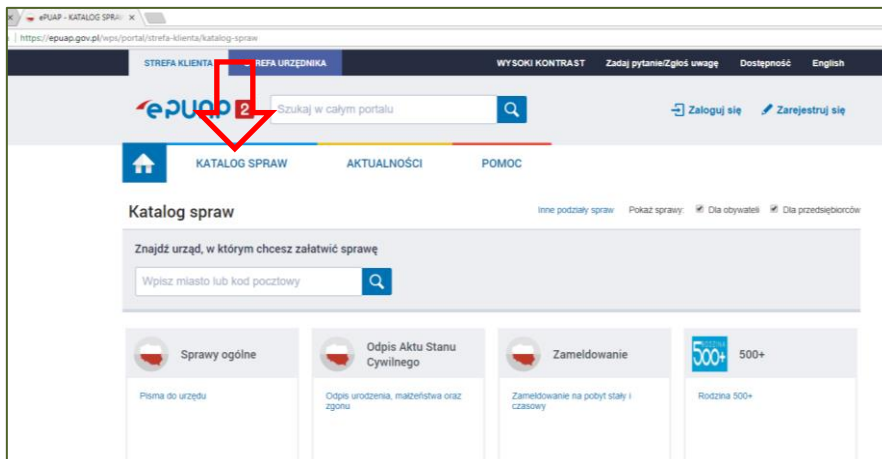 ePUAP - KATALOG SPRA
https://epuap.gov.pl/wps/portal/strefa-klienta/katalog-spraw
STREFA KLIENTA
REFA URZĘDNIKA
WYSOKI KONTRAST
Zadaj pytanie/Zgłoś uwagę
Dostępność
English
ePUAP 2
Szukaj w całym portalu
Zaloguj się
Zarejestruj się
KATALOG SPRAW
AKTUALNOŚCI
POMOC
Katalog spraw
Inne podziały spraw
Pokaż sprawy:
Dla obywateli
Dla przedsiębiorców
Znajdź urząd, w którym chcesz załatwić sprawę
Wpisz miasto lub kod pocztowy
Sprawy ogólne
Odpis Aktu Stanu
Cywilnego
Zameldowanie
RODZINA
500+
500+
Pisma do urzędu
Odpis urodzenia, małżeństwa oraz
zgonu
Zameldowanie na pobyt stały i
czasowy
Rodzina 500+